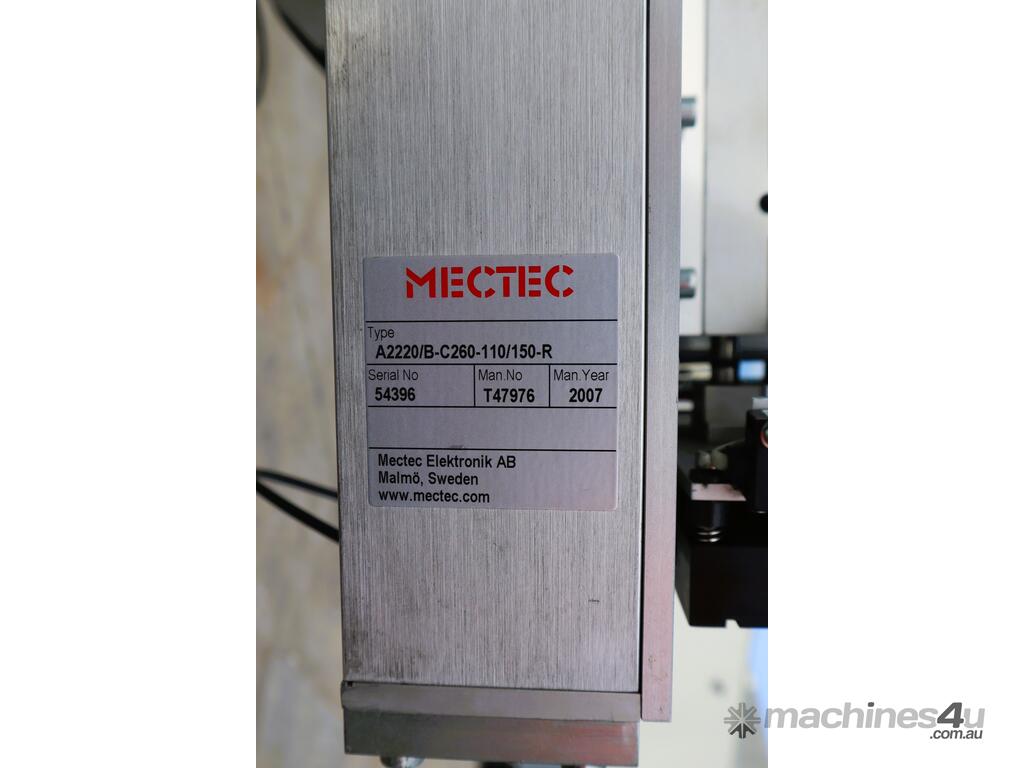 MECTEC
Type
A2220/B-C260-110/150-R
Serial No Man.No Man.Year
54396 T47976 2007
Mectec Elektronik AB
Malmö, Sweden
www.mectec.com
machines4u
.com.au